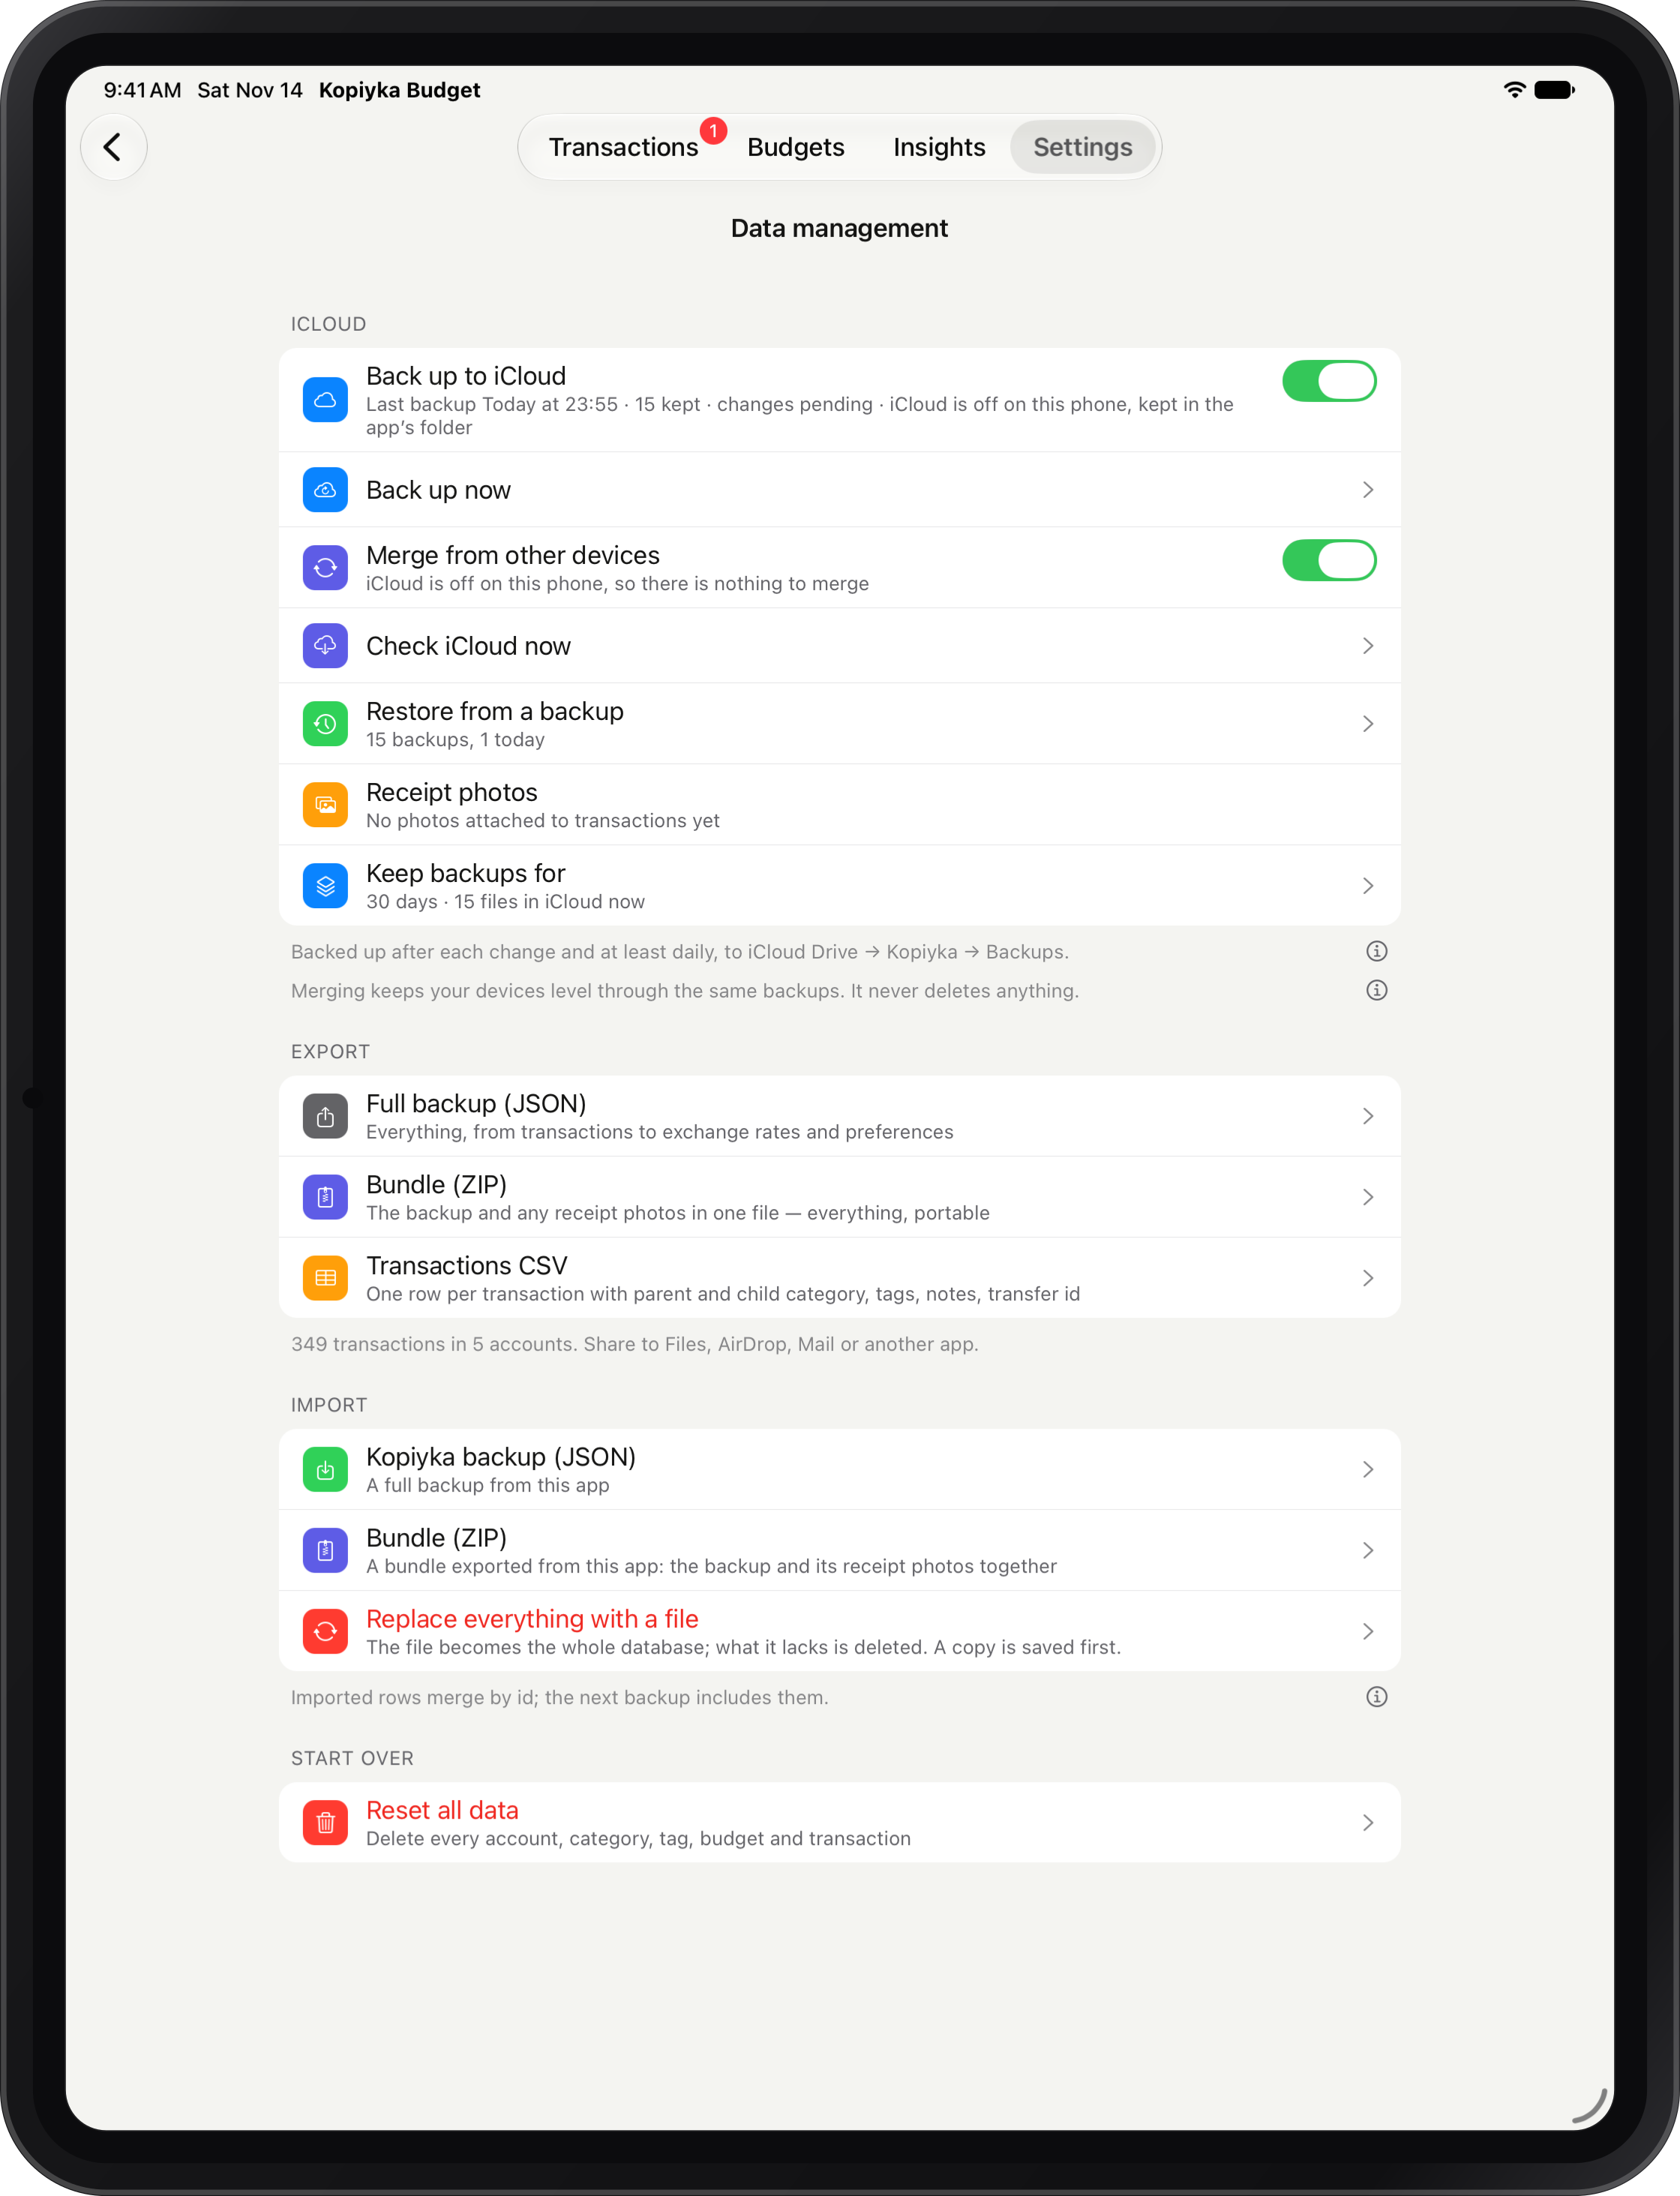 9:41 AM Sat Nov 14 Kopiyka Budget
Transactions 1 Budgets Insights Settings
Data management
ICLOUD
Back up to iCloud
Last backup Today at 23:55 · 15 kept · changes pending · iCloud is off on this phone, kept in the
app's folder
Back up now
Merge from other devices
iCloud is off on this phone, so there is nothing to merge
Check iCloud now
Restore from a backup
15 backups, 1 today
Receipt photos
No photos attached to transactions yet
Keep backups for
30 days · 15 files in iCloud now
Backed up after each change and at least daily, to iCloud Drive → Kopiyka → Backups.
Merging keeps your devices level through the same backups. It never deletes anything.
EXPORT
Full backup (JSON)
Everything, from transactions to exchange rates and preferences
Bundle (ZIP)
The backup and any receipt photos in one file — everything, portable
Transactions CSV
One row per transaction with parent and child category, tags, notes, transfer id
349 transactions in 5 accounts. Share to Files, AirDrop, Mail or another app.
IMPORT
Kopiyka backup (JSON)
A full backup from this app
Bundle (ZIP)
A bundle exported from this app: the backup and its receipt photos together
Replace everything with a file
The file becomes the whole database; what it lacks is deleted. A copy is saved first.
Imported rows merge by id; the next backup includes them.
START OVER
Reset all data
Delete every account, category, tag, budget and transaction